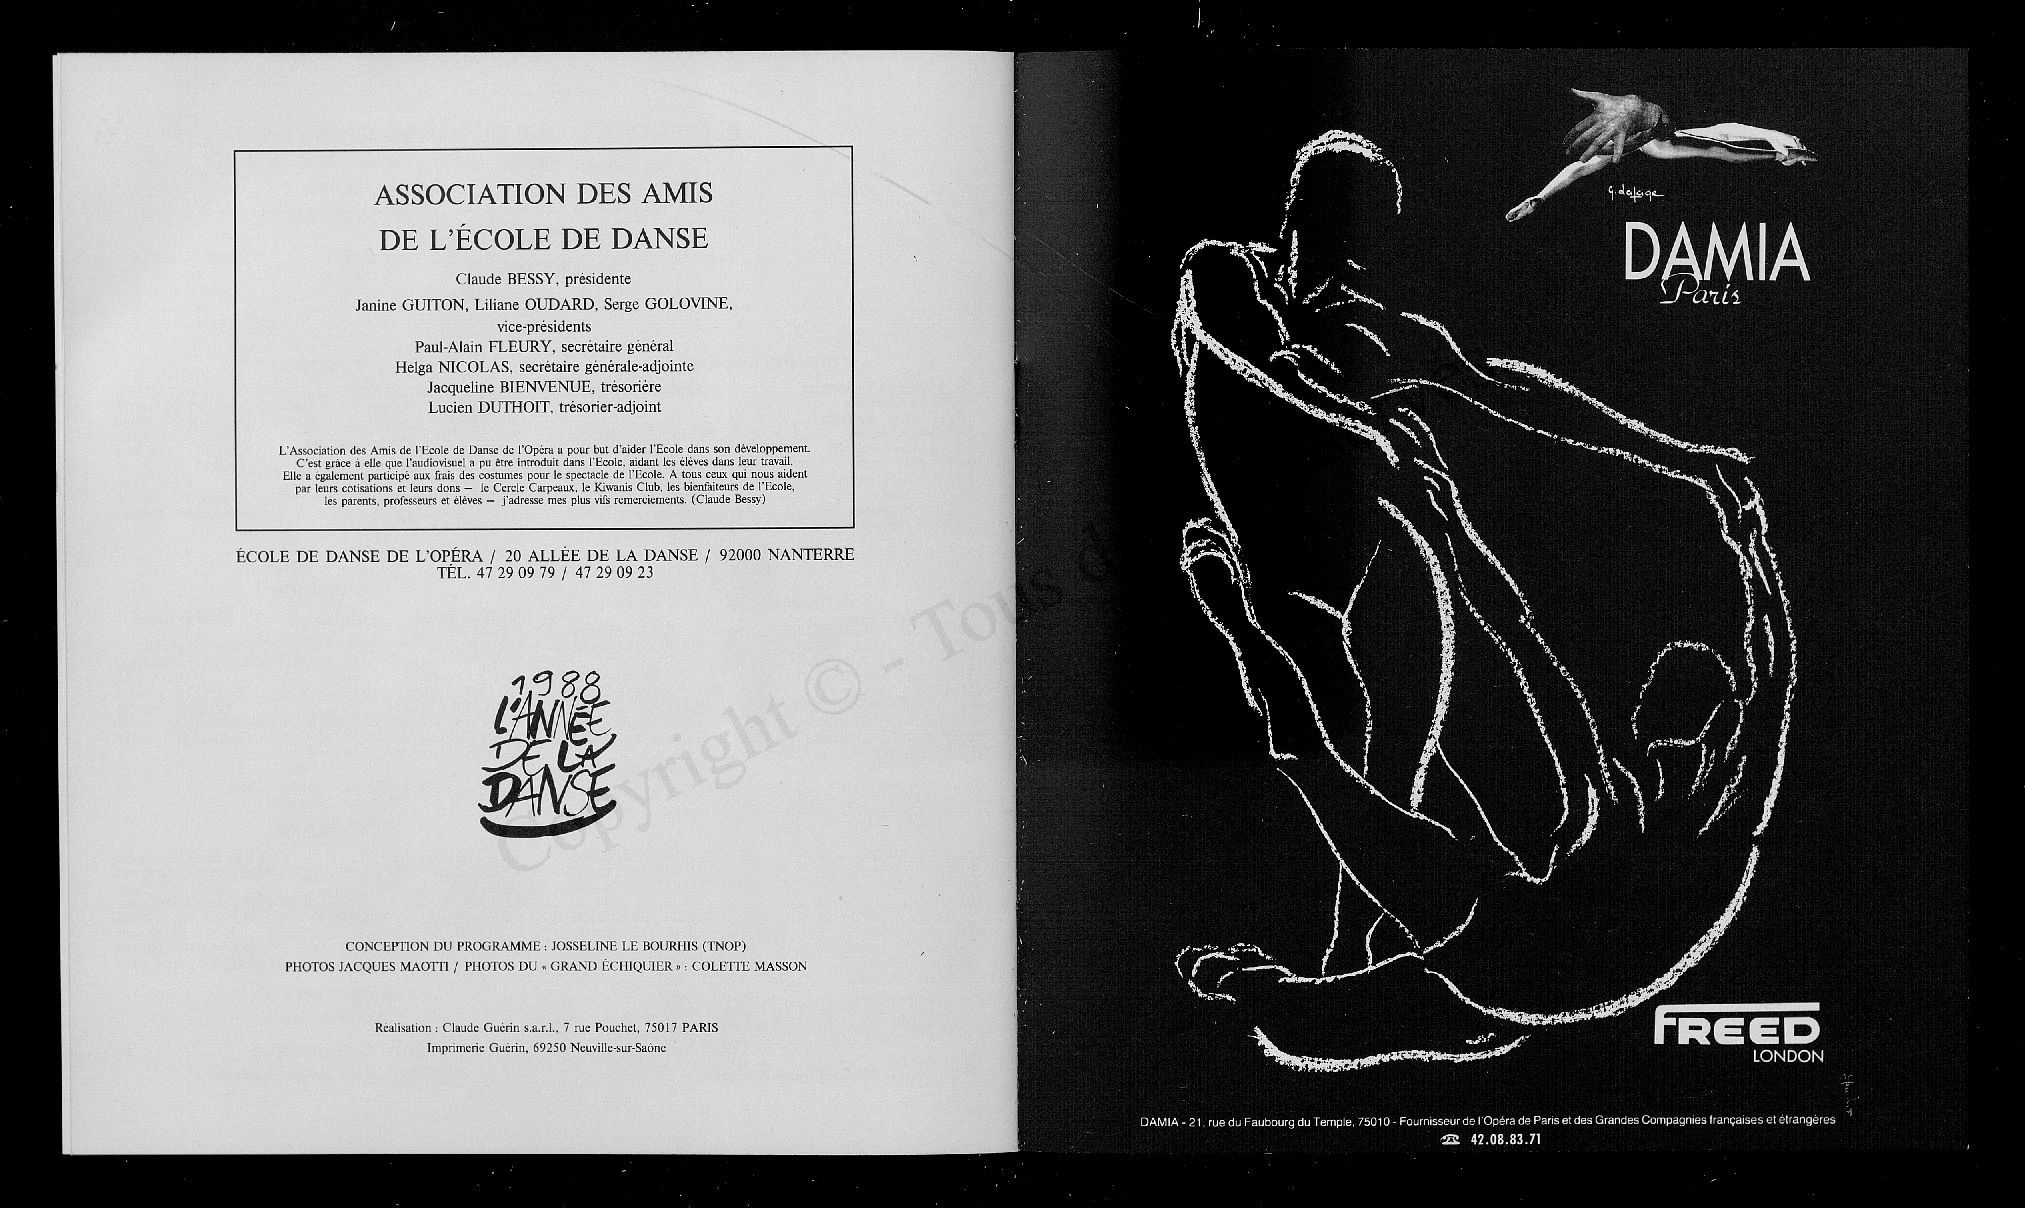 ASSOCIATION DES AMIS
DE L'ÉCOLE DE DANSE
Claude BESSY, présidente
Janine GUITON, Liliane OUDARD, Serge GOLOVINE,
vice-présidents
Paul-Alain FLEURY, secrétaire général
Helga NICOLAS, secrétaire générale-adjointe
Jacqueline BIENVENUE, trésorière
Lucien DUTHOIT, trésorier-adjoint
L'Association des Amis de l'Ecole de Danse de l'Opéra a pour but d'aider l'Ecole dans son développement.
C'est grâce à elle que l'audiovisuel a pu être introduit dans l'Ecole, aidant les élèves dans leur travail.
Elle a également participé aux frais des costumes pour le spectacle de l'Ecole. A tous ceux qui nous aident
par leurs cotisations et leurs dons — le Cercle Carpeaux, le Kiwanis Club, les bienfaiteurs de l'Ecole,
les parents, professeurs et élèves — j'adresse mes plus vifs remerciements. (Claude Bessy)
ÉCOLE DE DANSE DE L'OPÉRA / 20 ALLÉE DE LA DANSE / 92000 NANTERRE
TÉL. 47 29 09 79 / 47 29 09 23
1988
L'ANNÉE
DE LA
DANSE
Copyright © - Tous d
CONCEPTION DU PROGRAMME : JOSSELINE LE BOURHIS (TNOP)
PHOTOS JACQUES MAOTTI / PHOTOS DU « GRAND ÉCHIQUIER » : COLETTE MASSON
Réalisation : Claude Guérin s.a.r.l., 7 rue Pouchet, 75017 PARIS
Imprimerie Guérin, 69250 Neuville-sur-Saône
G. dafage
DAMIA
Paris
FREED
LONDON
DAMIA - 21, rue du Faubourg du Temple, 75010 - Fournisseur de l'Opéra de Paris et des Grandes Compagnies françaises et étrangères
☎ 42.08.83.71